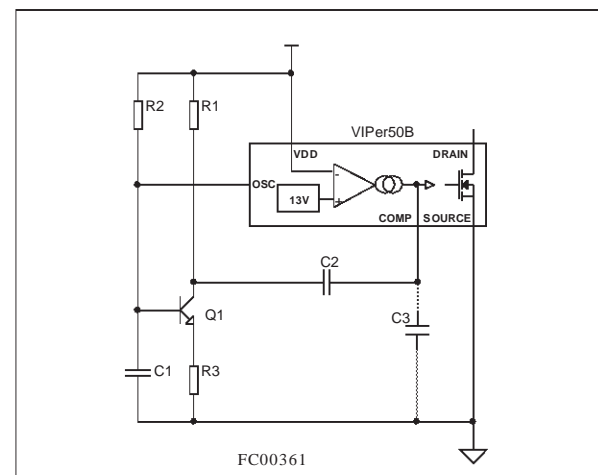 R2
R1
VIPer50B
VDD
DRAIN
OSC
-
13V
+
COMP
SOURCE
C2
Q1
C3
C1
R3
FC00361